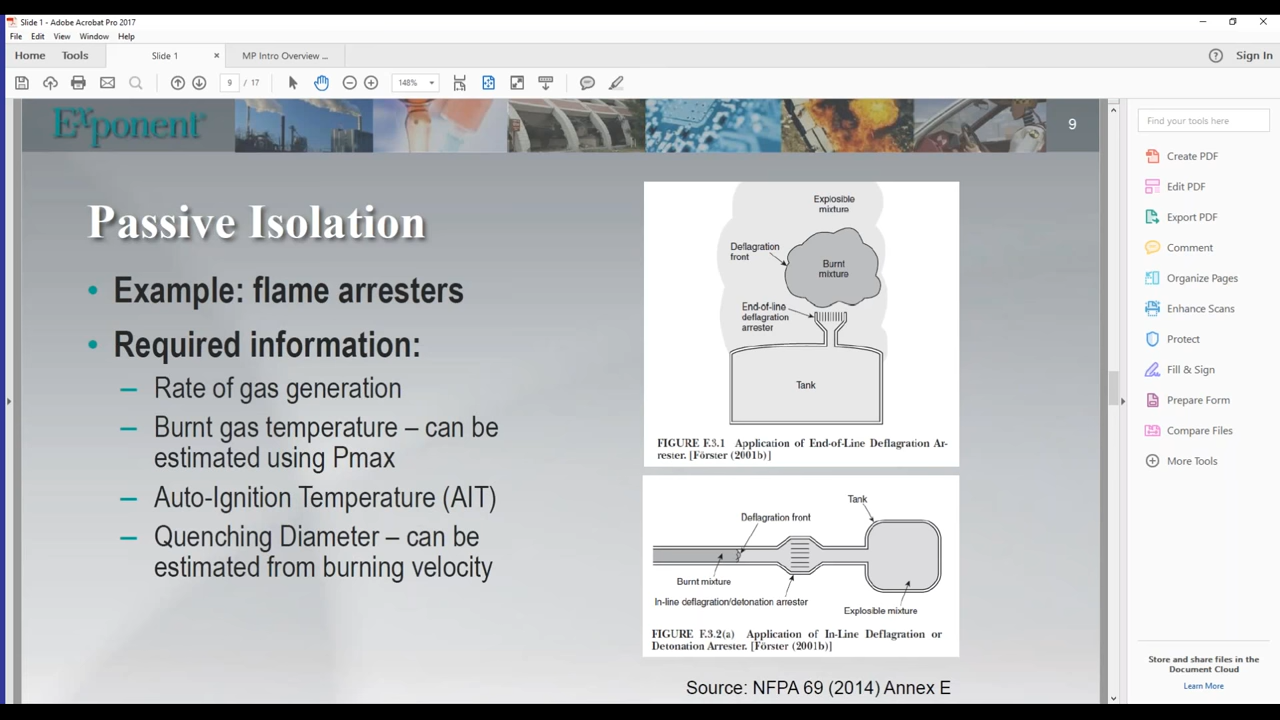 Slide 1 - Adobe Acrobat Pro 2017
File Edit View Window Help
Home Tools Slide 1 × MP Intro Overview ... Sign In
9 / 17 148%
Exponent®
9
Passive Isolation
• Example: flame arresters
• Required information:
– Rate of gas generation
– Burnt gas temperature – can be
estimated using Pmax
– Auto-Ignition Temperature (AIT)
– Quenching Diameter – can be
estimated from burning velocity
Explosible
mixture
Deflagration
front
Burnt
mixture
End-of-line
deflagration
arrester
Tank
FIGURE F.3.1 Application of End-of-Line Deflagration Ar-
rester. [Förster (2001b)]
Tank
Deflagration front
Burnt mixture
In-line deflagration/detonation arrester
Explosible mixture
FIGURE F.3.2(a) Application of In-Line Deflagration or
Detonation Arrester. [Förster (2001b)]
Source: NFPA 69 (2014) Annex E
Find your tools here
Create PDF
Edit PDF
Export PDF
Comment
Organize Pages
Enhance Scans
Protect
Fill & Sign
Prepare Form
Compare Files
More Tools
Store and share files in the
Document Cloud
Learn More